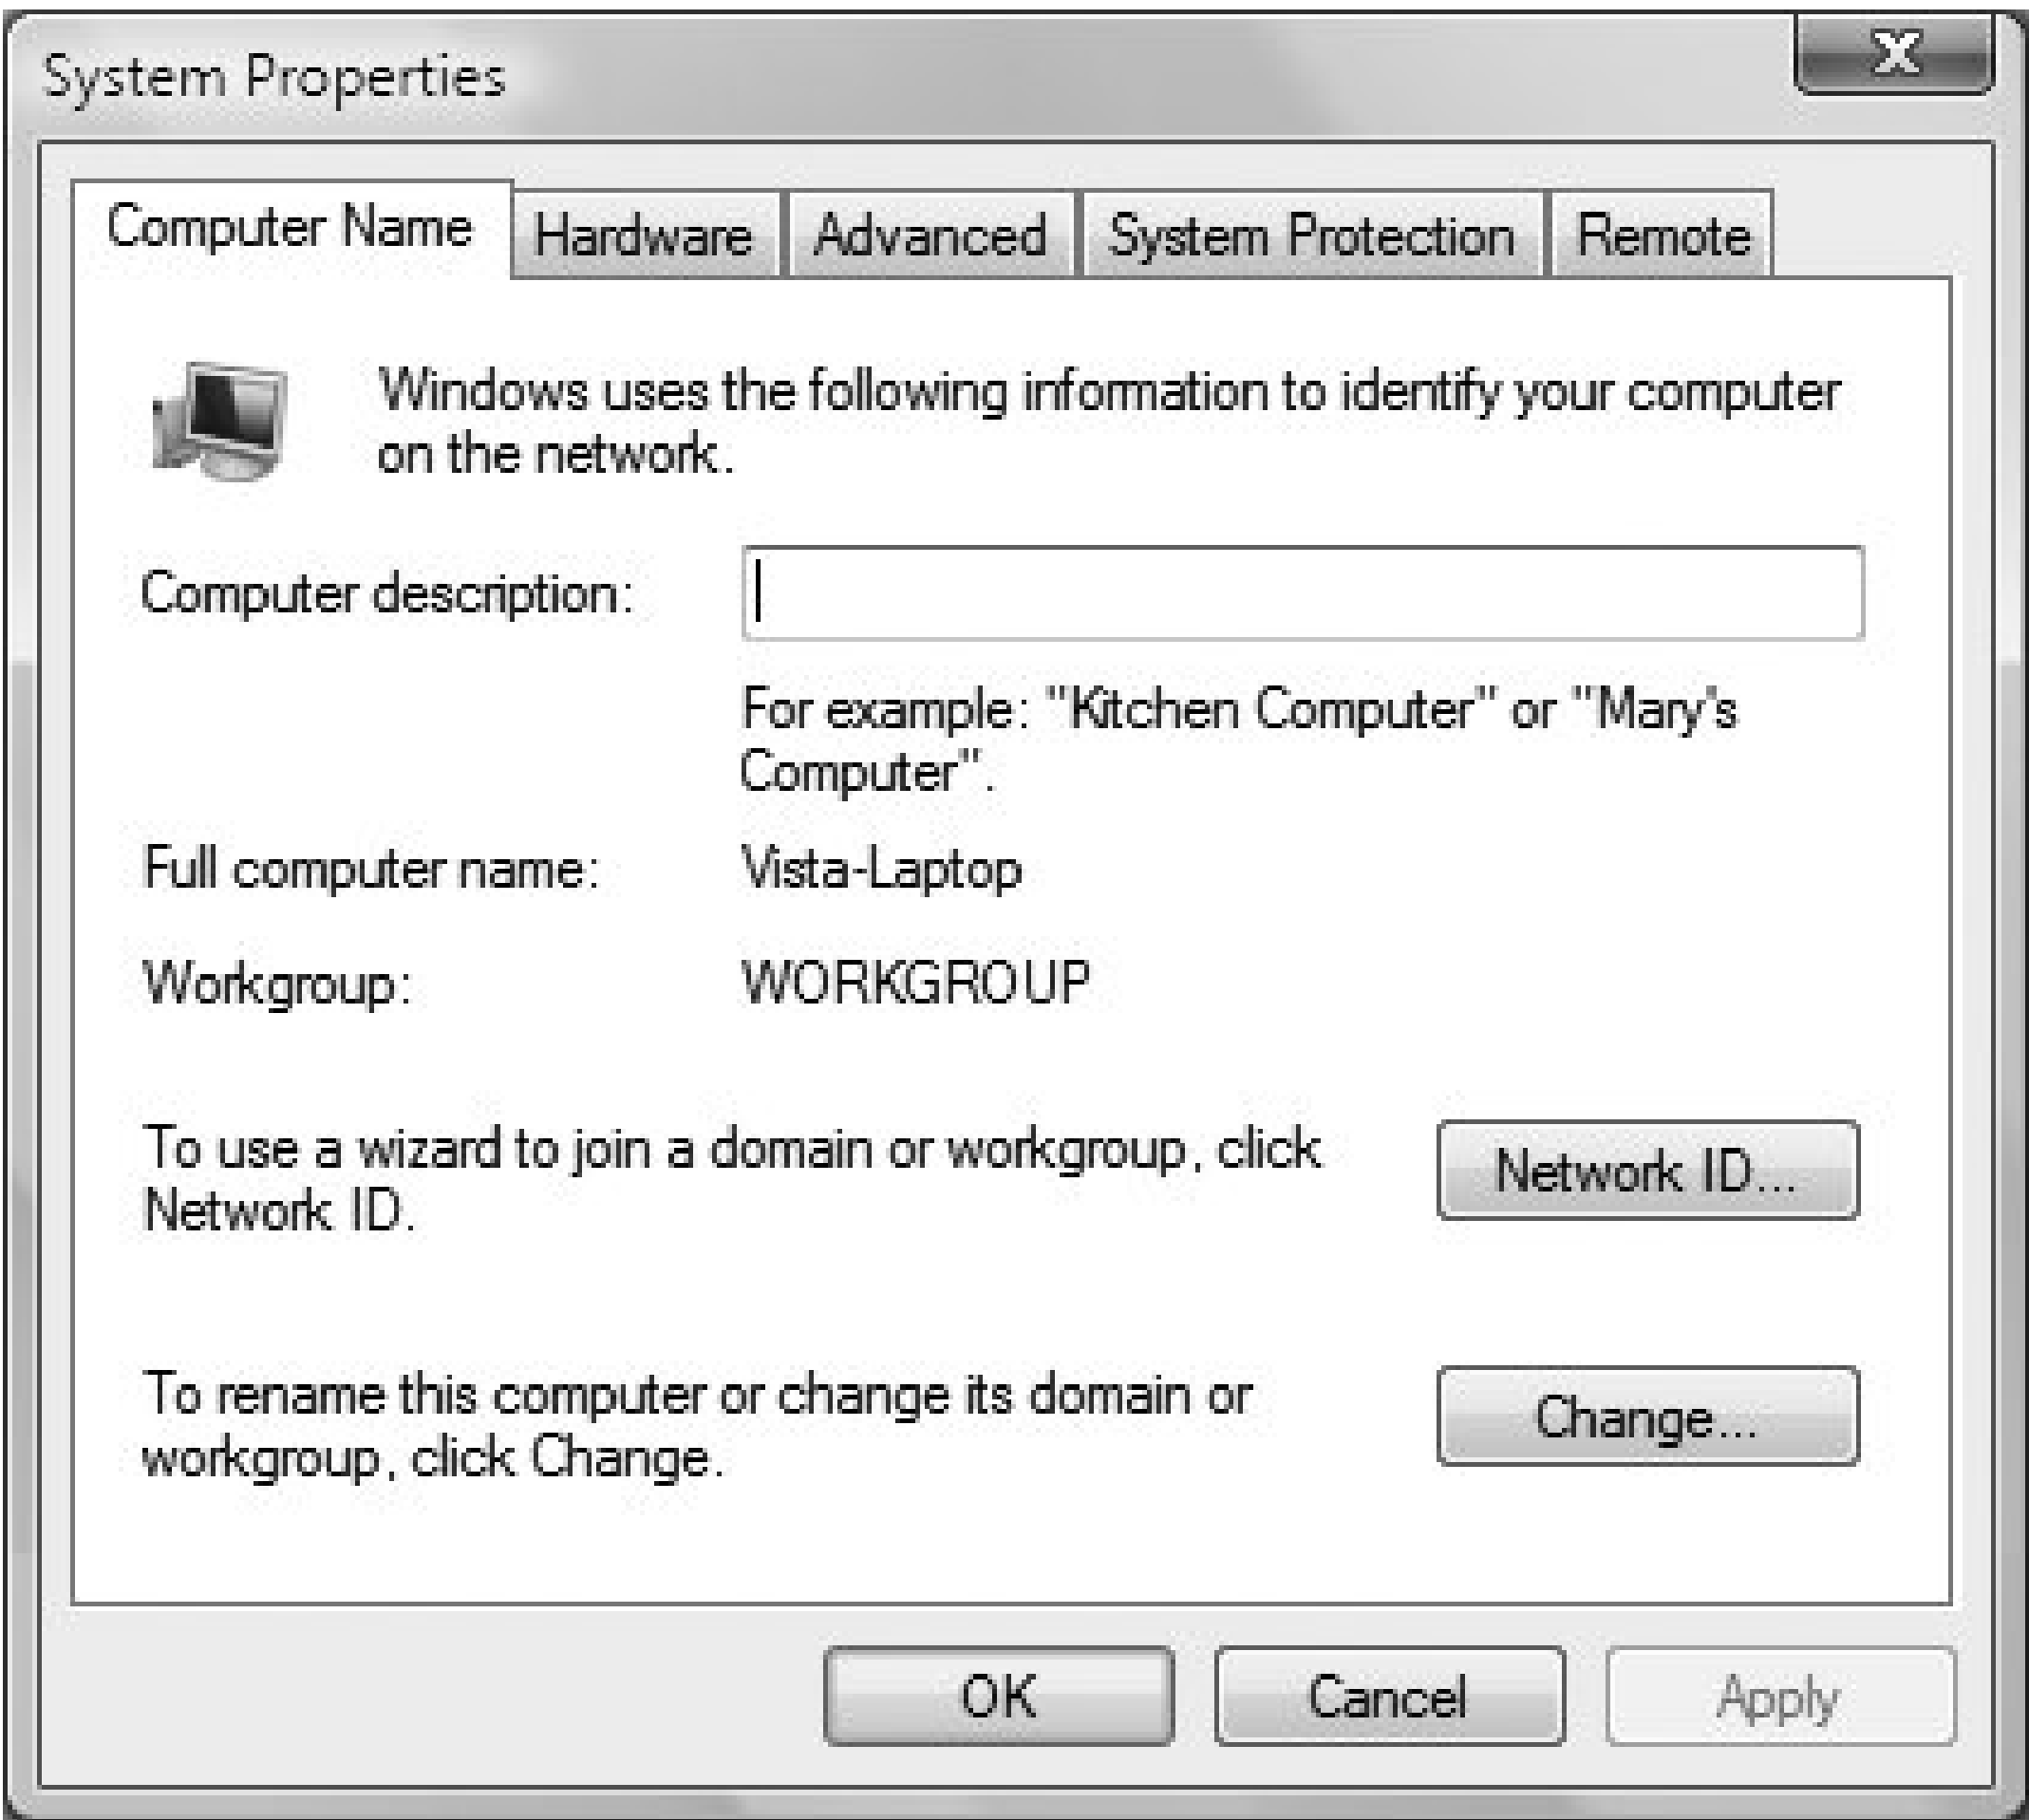 System Properties
X
Computer Name Hardware Advanced System Protection Remote
Windows uses the following information to identify your computer
on the network.
Computer description:
For example: "Kitchen Computer" or "Mary's
Computer".
Full computer name: Vista-Laptop
Workgroup: WORKGROUP
To use a wizard to join a domain or workgroup, click
Network ID.
Network ID...
To rename this computer or change its domain or
workgroup, click Change.
Change...
OK Cancel Apply